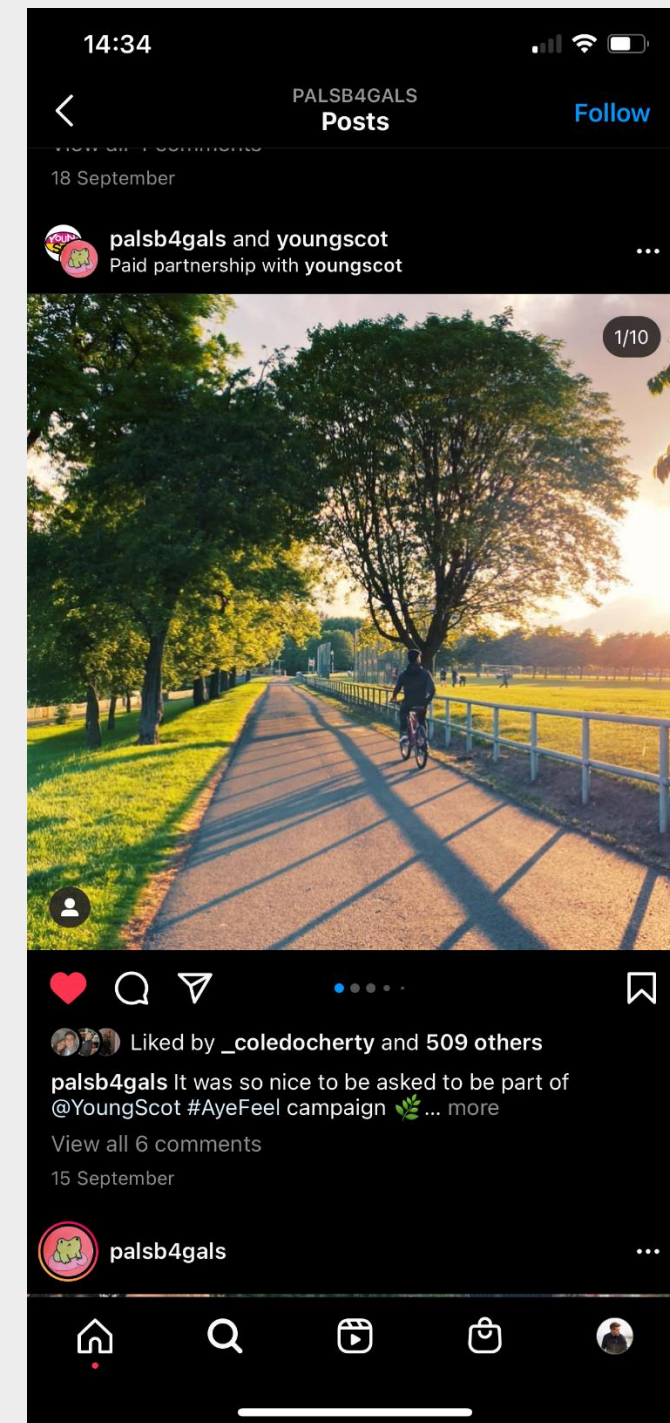 14:34
PALSB4GALS
Posts
Follow
18 September
palsb4gals and youngscot
Paid partnership with youngscot
1/10
Liked by _coledocherty and 509 others
palsb4gals It was so nice to be asked to be part of
@YoungScot #AyeFeel campaign 🌿... more
View all 6 comments
15 September
palsb4gals